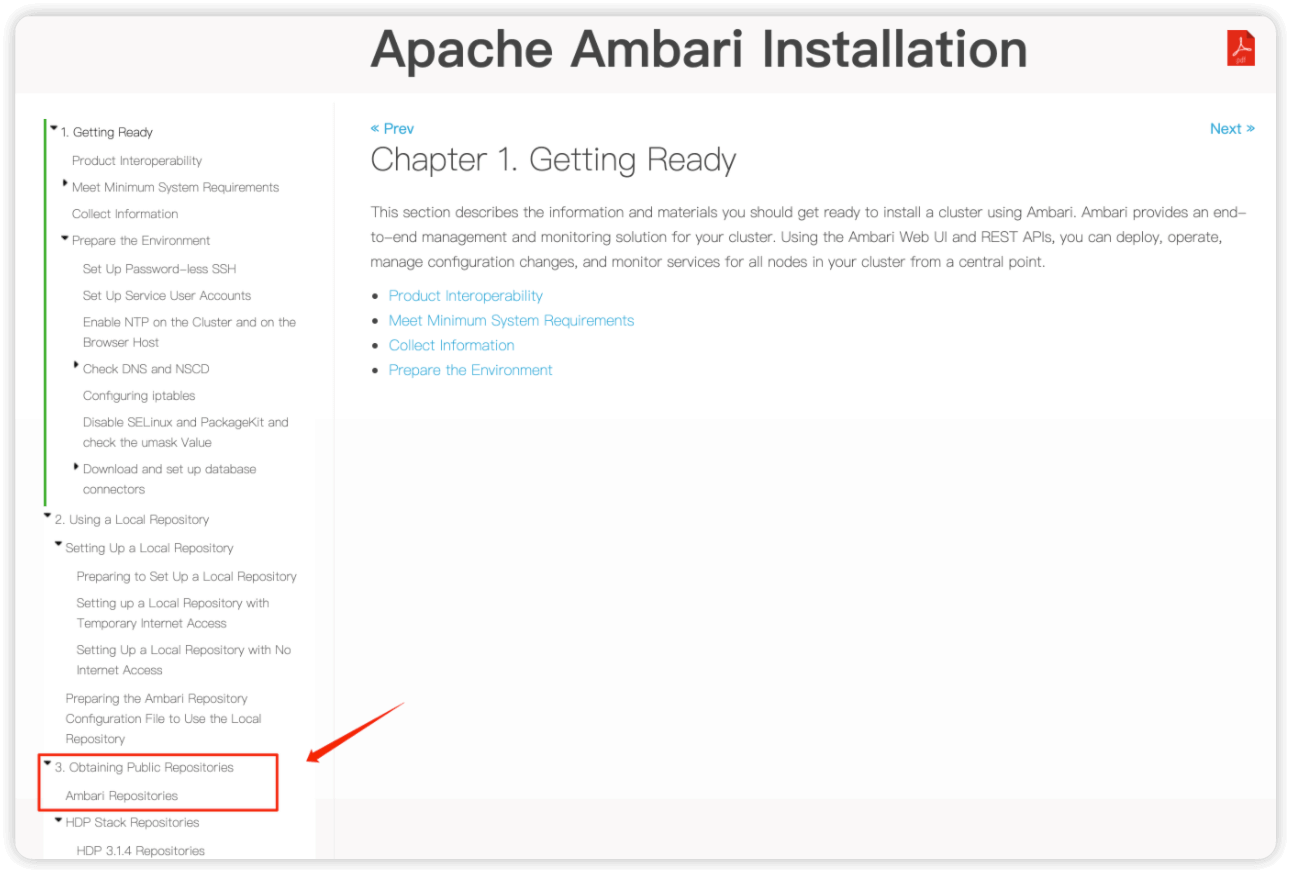 Apache Ambari Installation
pdf
1. Getting Ready
Product Interoperability
Meet Minimum System Requirements
Collect Information
Prepare the Environment
Set Up Password-less SSH
Set Up Service User Accounts
Enable NTP on the Cluster and on the
Browser Host
Check DNS and NSCD
Configuring iptables
Disable SELinux and PackageKit and
check the umask Value
Download and set up database
connectors
2. Using a Local Repository
Setting Up a Local Repository
Preparing to Set Up a Local Repository
Setting up a Local Repository with
Temporary Internet Access
Setting Up a Local Repository with No
Internet Access
Preparing the Ambari Repository
Configuration File to Use the Local
Repository
3. Obtaining Public Repositories
Ambari Repositories
HDP Stack Repositories
HDP 3.1.4 Repositories
« Prev
Next »
Chapter 1. Getting Ready
This section describes the information and materials you should get ready to install a cluster using Ambari. Ambari provides an end-
to-end management and monitoring solution for your cluster. Using the Ambari Web UI and REST APIs, you can deploy, operate,
manage configuration changes, and monitor services for all nodes in your cluster from a central point.
• Product Interoperability
• Meet Minimum System Requirements
• Collect Information
• Prepare the Environment